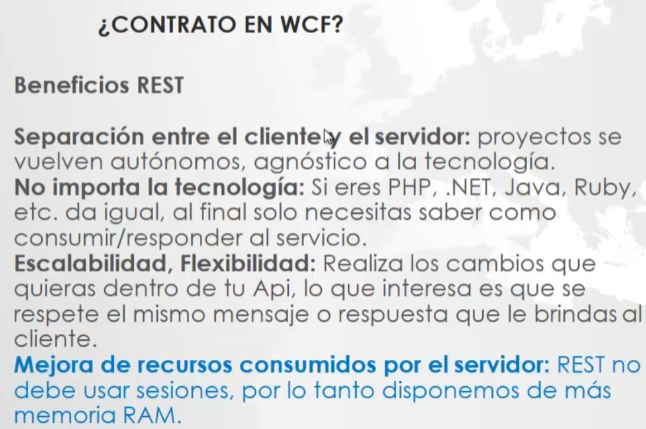 ¿CONTRATO EN WCF?
Beneficios REST
Separación entre el cliente y el servidor: proyectos se
vuelven autónomos, agnóstico a la tecnología.
No importa la tecnología: Si eres PHP, .NET, Java, Ruby,
etc. da igual, al final solo necesitas saber como
consumir/responder al servicio.
Escalabilidad, Flexibilidad: Realiza los cambios que
quieras dentro de tu Api, lo que interesa es que se
respete el mismo mensaje o respuesta que le brindas al
cliente.
Mejora de recursos consumidos por el servidor: REST no
debe usar sesiones, por lo tanto disponemos de más
memoria RAM.